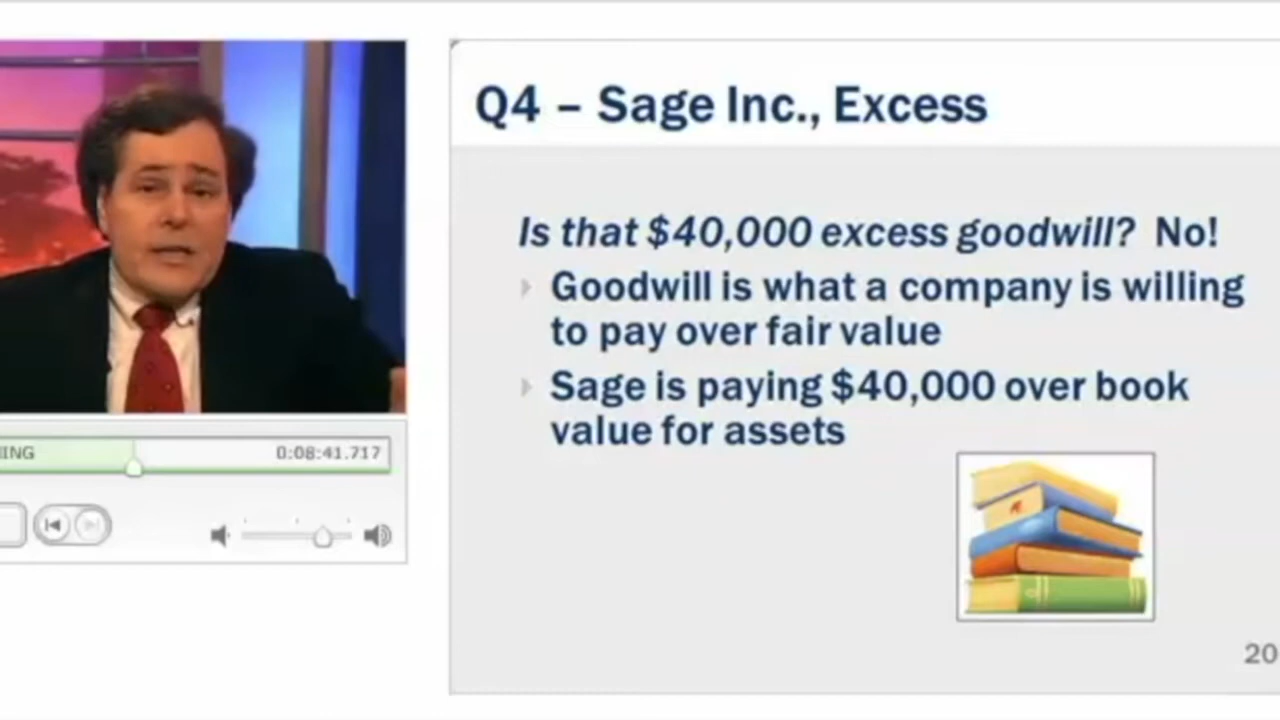 Q4 – Sage Inc., Excess
Is that $40,000 excess goodwill? No!
Goodwill is what a company is willing
to pay over fair value
Sage is paying $40,000 over book
value for assets
ING
0:08:41.717
20